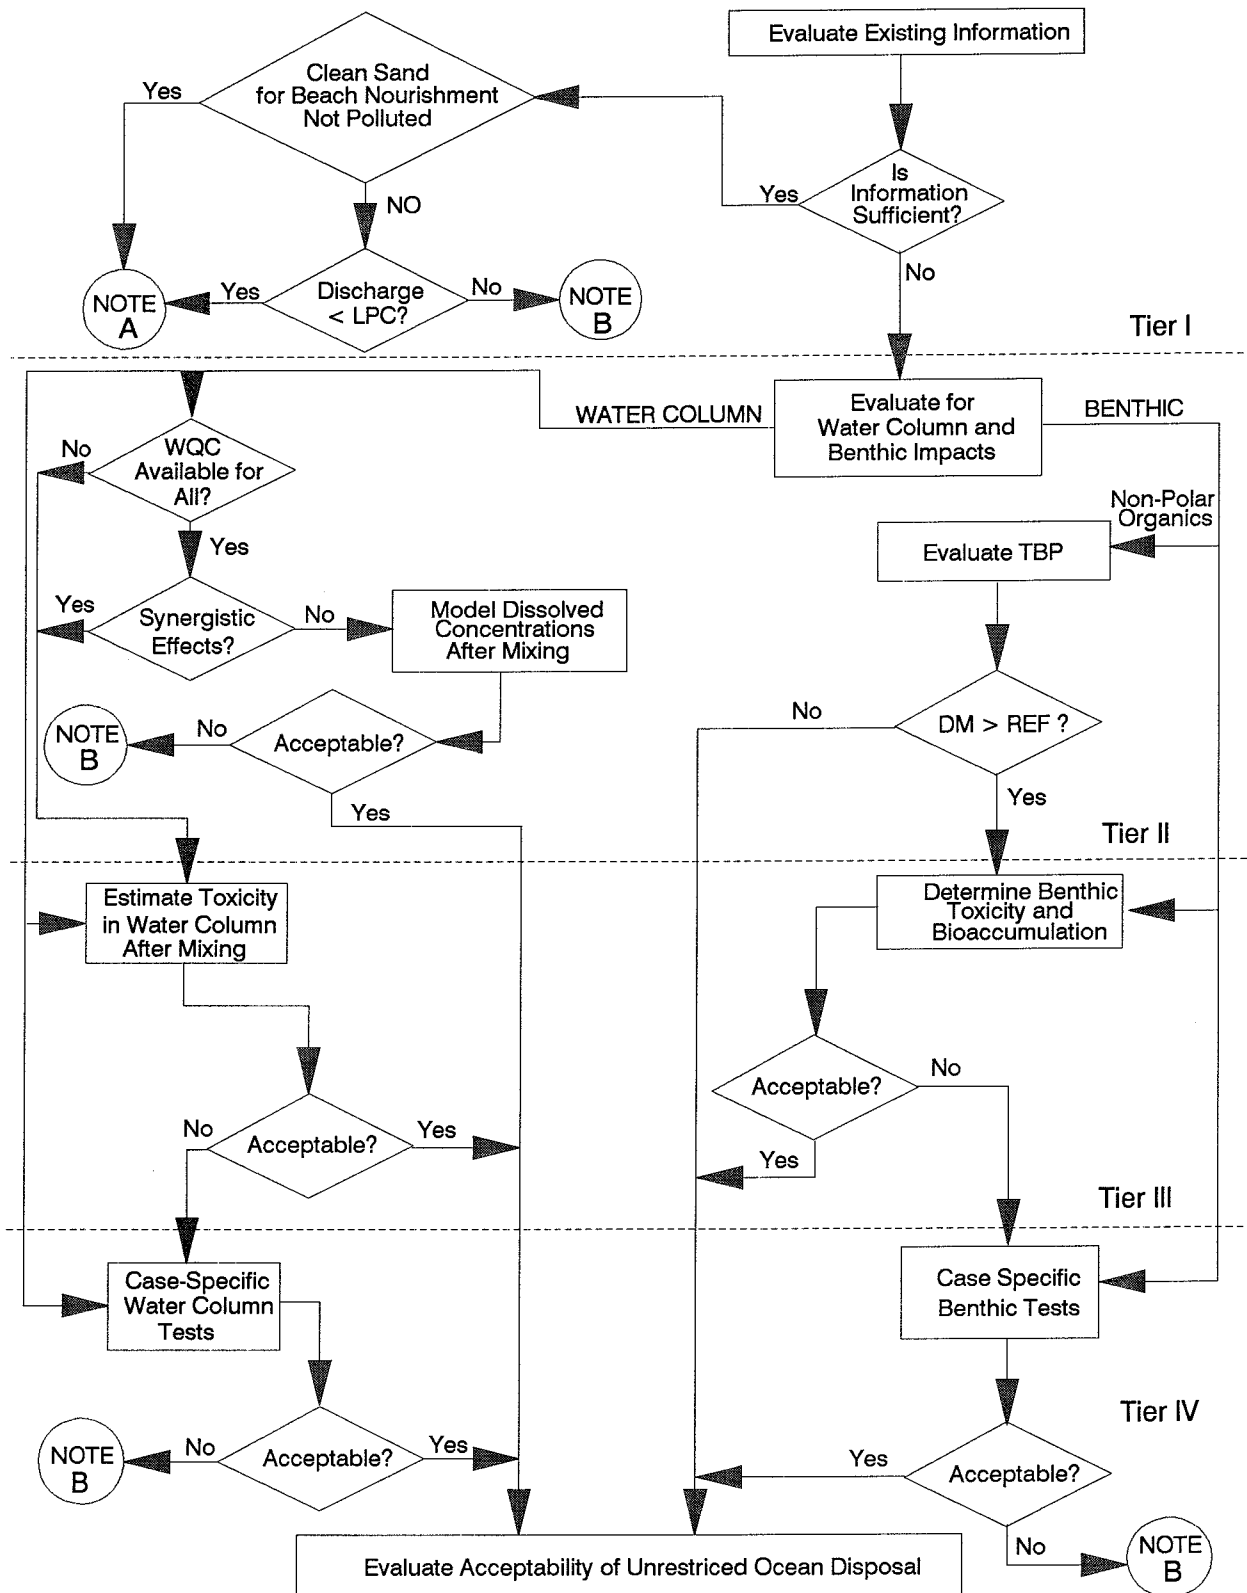 Evaluate Existing Information
Clean Sand
for Beach Nourishment
Not Polluted
Yes
Is
Information
Sufficient?
Yes
NO
No
Discharge
< LPC?
Yes
No
NOTE
A
NOTE
B
Tier I
Evaluate for
Water Column and
Benthic Impacts
WATER COLUMN
BENTHIC
WQC
Available for
All?
No
Yes
Non-Polar
Organics
Evaluate TBP
Synergistic
Effects?
Yes
No
Model Dissolved
Concentrations
After Mixing
DM > REF ?
No
Yes
NOTE
B
No
Acceptable?
Yes
Tier II
Estimate Toxicity
in Water Column
After Mixing
Determine Benthic
Toxicity and
Bioaccumulation
Acceptable?
No
Yes
Acceptable?
No
Yes
Tier III
Case-Specific
Water Column
Tests
Case Specific
Benthic Tests
Tier IV
NOTE
B
No
Acceptable?
Yes
Yes
Acceptable?
No
NOTE
B
Evaluate Acceptability of Unrestriced Ocean Disposal